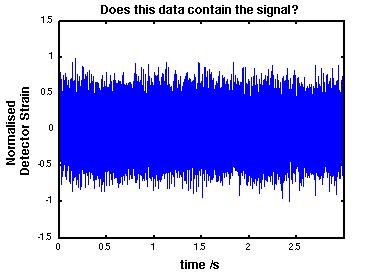 Does this data contain the signal?
1.5
1
0.5
0
-0.5
-1
-1.5
Normalised
Detector Strain
0 0.5 1 1.5 2 2.5
time /s